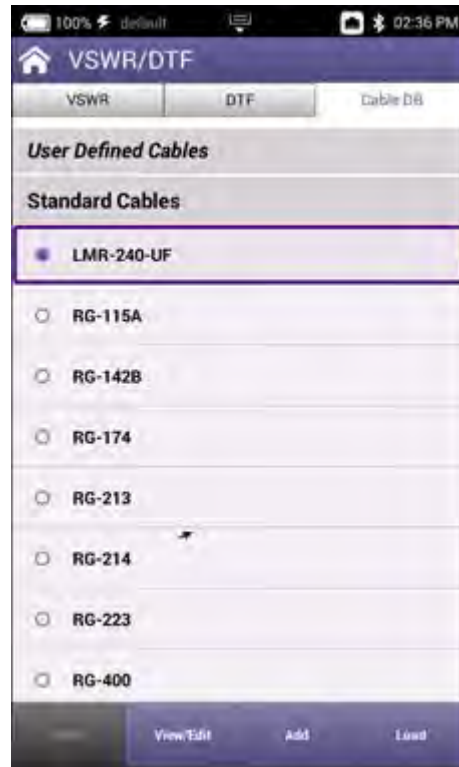 100% default 02:36 PM
VSWR/DTF
VSWR DTF Cable DB
User Defined Cables
Standard Cables
LMR-240-UF
RG-115A
RG-142B
RG-174
RG-213
RG-214
RG-223
RG-400
View/Edit Add Load